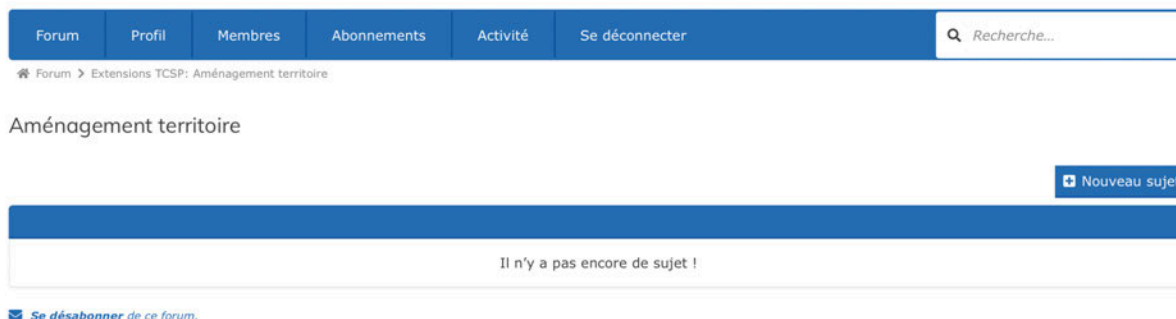 Forum Profil Membres Abonnements Activité Se déconnecter Recherche...
Forum > Extensions TCSP: Aménagement territoire
Aménagement territoire
Nouveau sujet
Il n'y a pas encore de sujet !
Se désabonner de ce forum.